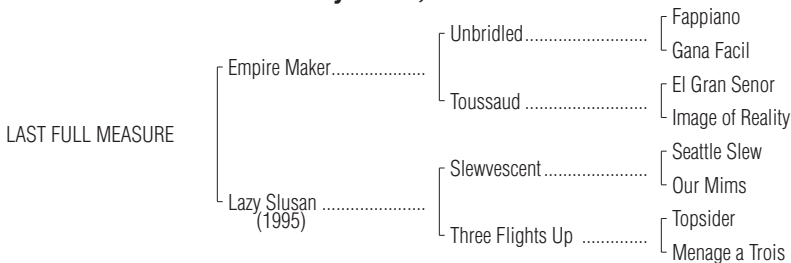 Fappiano
Unbridled
Gana Facil
Empire Maker
El Gran Senor
Toussaud
Image of Reality
LAST FULL MEASURE
Seattle Slew
Slewvescent
Our Mims
Lazy Slusan
(1995)
Topsider
Three Flights Up
Menage a Trois